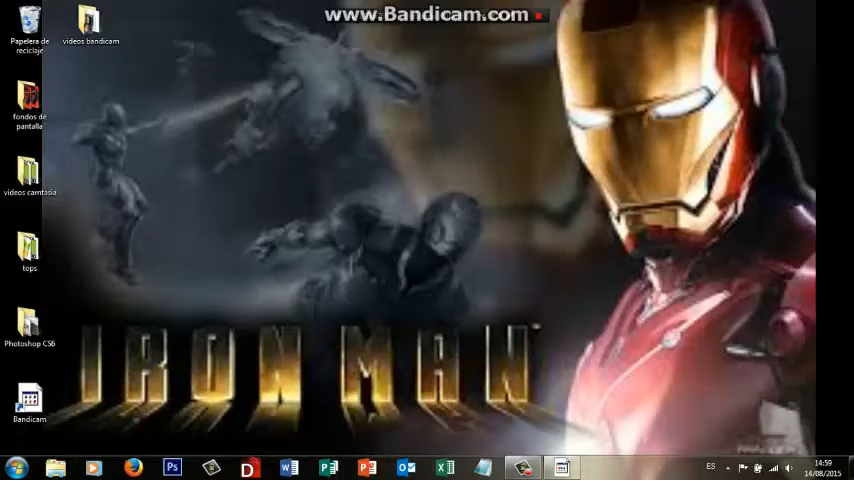 www.Bandicam.com
Papelera de
reciclaje
videos bandicam
fondos de
pantalla
videos camtasia
tops
Photoshop CS6
Bandicam
IRON MAN
Ps
ES
14:59
14/08/2015